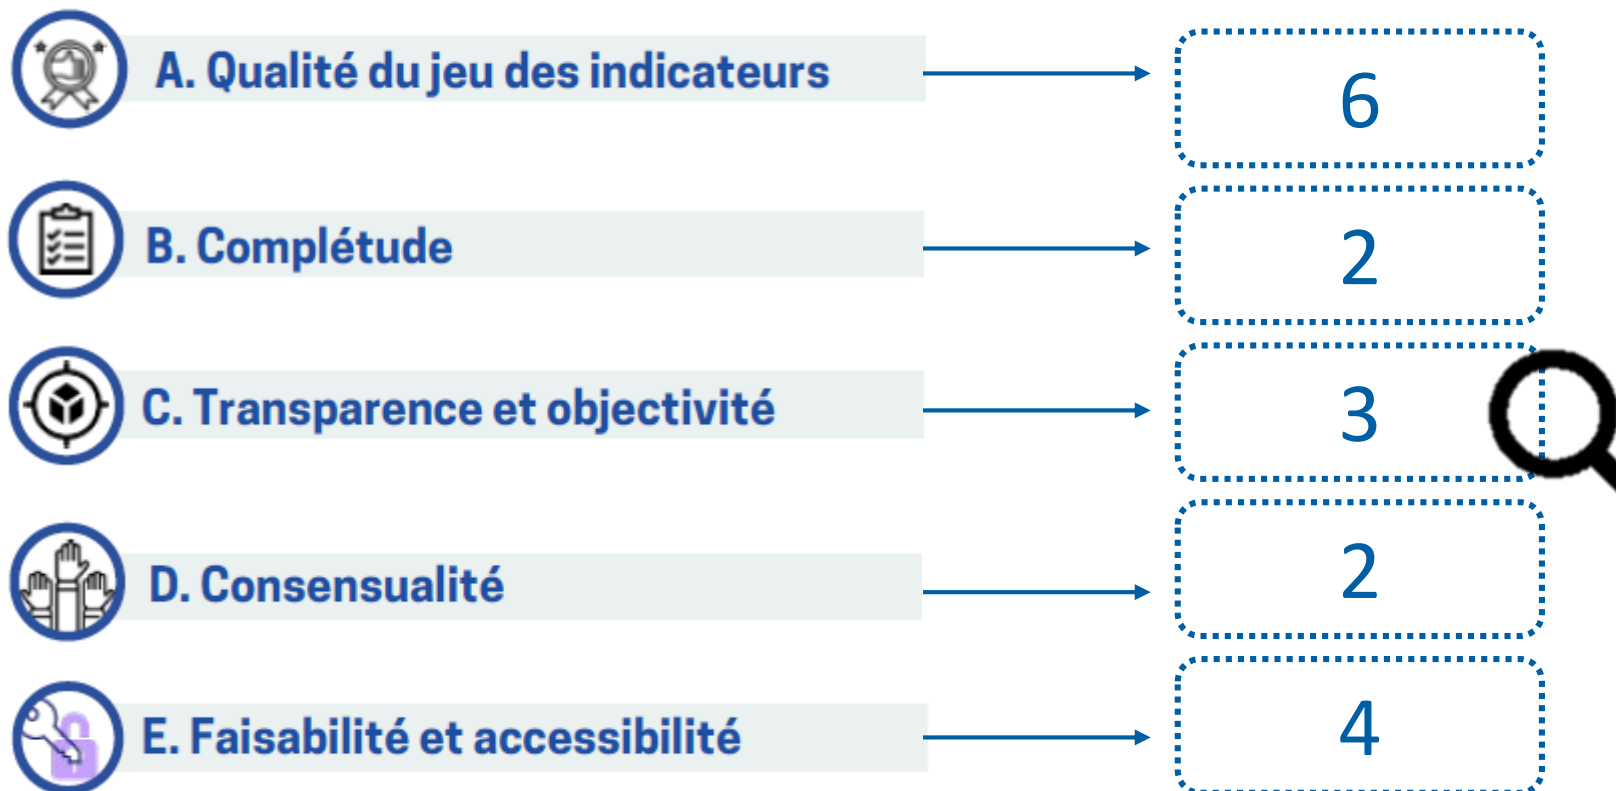 A. Qualité du jeu des indicateurs
6
B. Complétude
2
C. Transparence et objectivité
3
D. Consensualité
2
E. Faisabilité et accessibilité
4